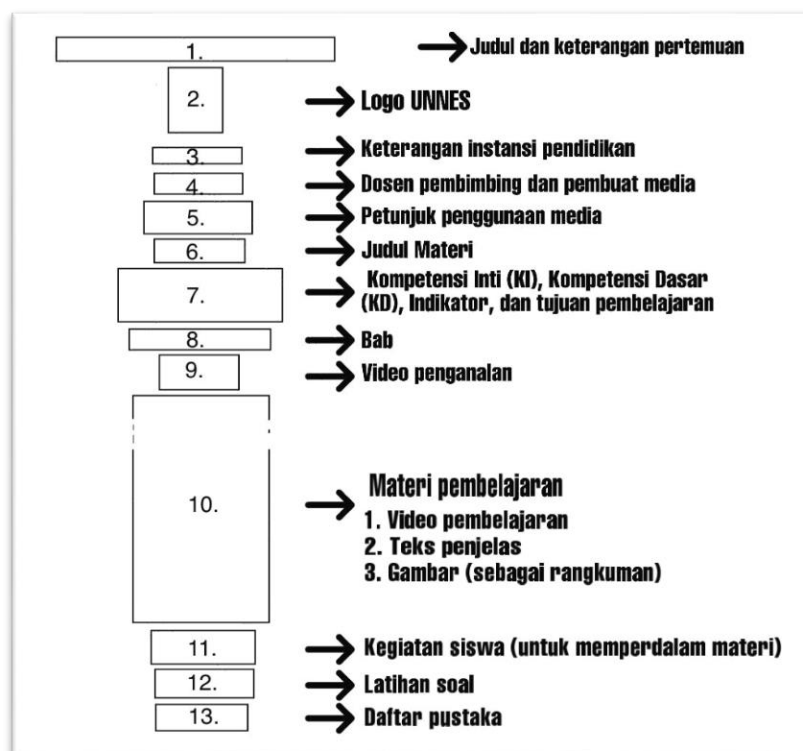 1. Judul dan keterangan pertemuan
2. Logo UNNES
3. Keterangan instansi pendidikan
4. Dosen pembimbing dan pembuat media
5. Petunjuk penggunaan media
6. Judul Materi
7. Kompetensi Inti (KI), Kompetensi Dasar
(KD), Indikator, dan tujuan pembelajaran
8. Bab
9. Video penganalan
10. Materi pembelajaran
1. Video pembelajaran
2. Teks penjelas
3. Gambar (sebagai rangkuman)
11. Kegiatan siswa (untuk memperdalam materi)
12. Latihan soal
13. Daftar pustaka